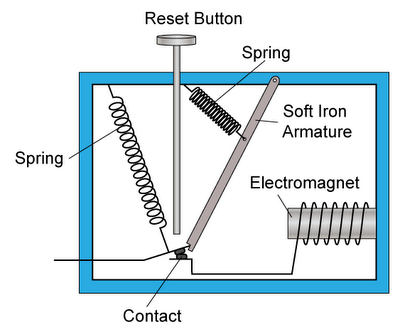 Reset Button
Spring
Soft Iron
Armature
Spring
Electromagnet
Contact